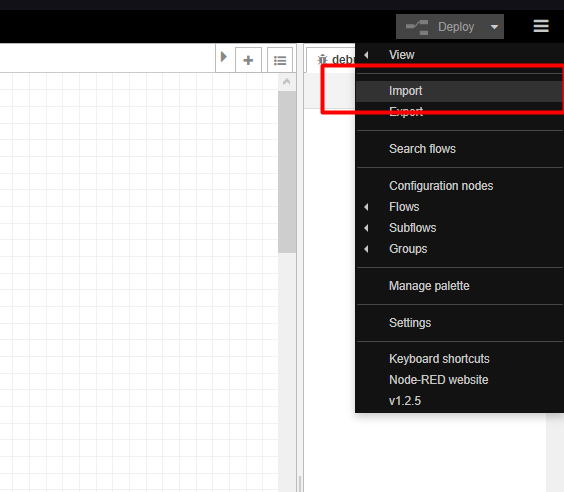 Deploy
View
debu
Import
Export
Search flows
Configuration nodes
Flows
Subflows
Groups
Manage palette
Settings
Keyboard shortcuts
Node-RED website
v1.2.5